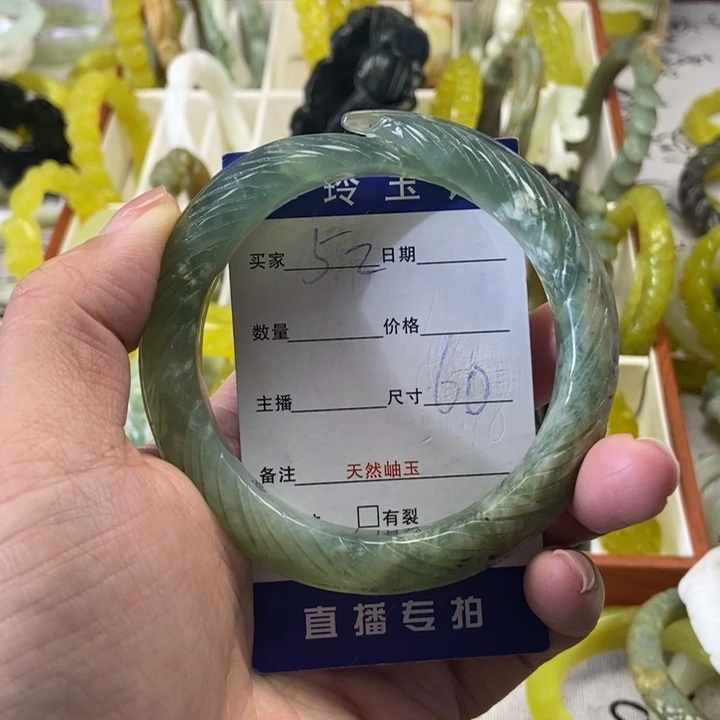 玲玉
买家 52 日期
数量 价格
主播 尺寸 60
备注 天然岫玉
有裂
直播专拍